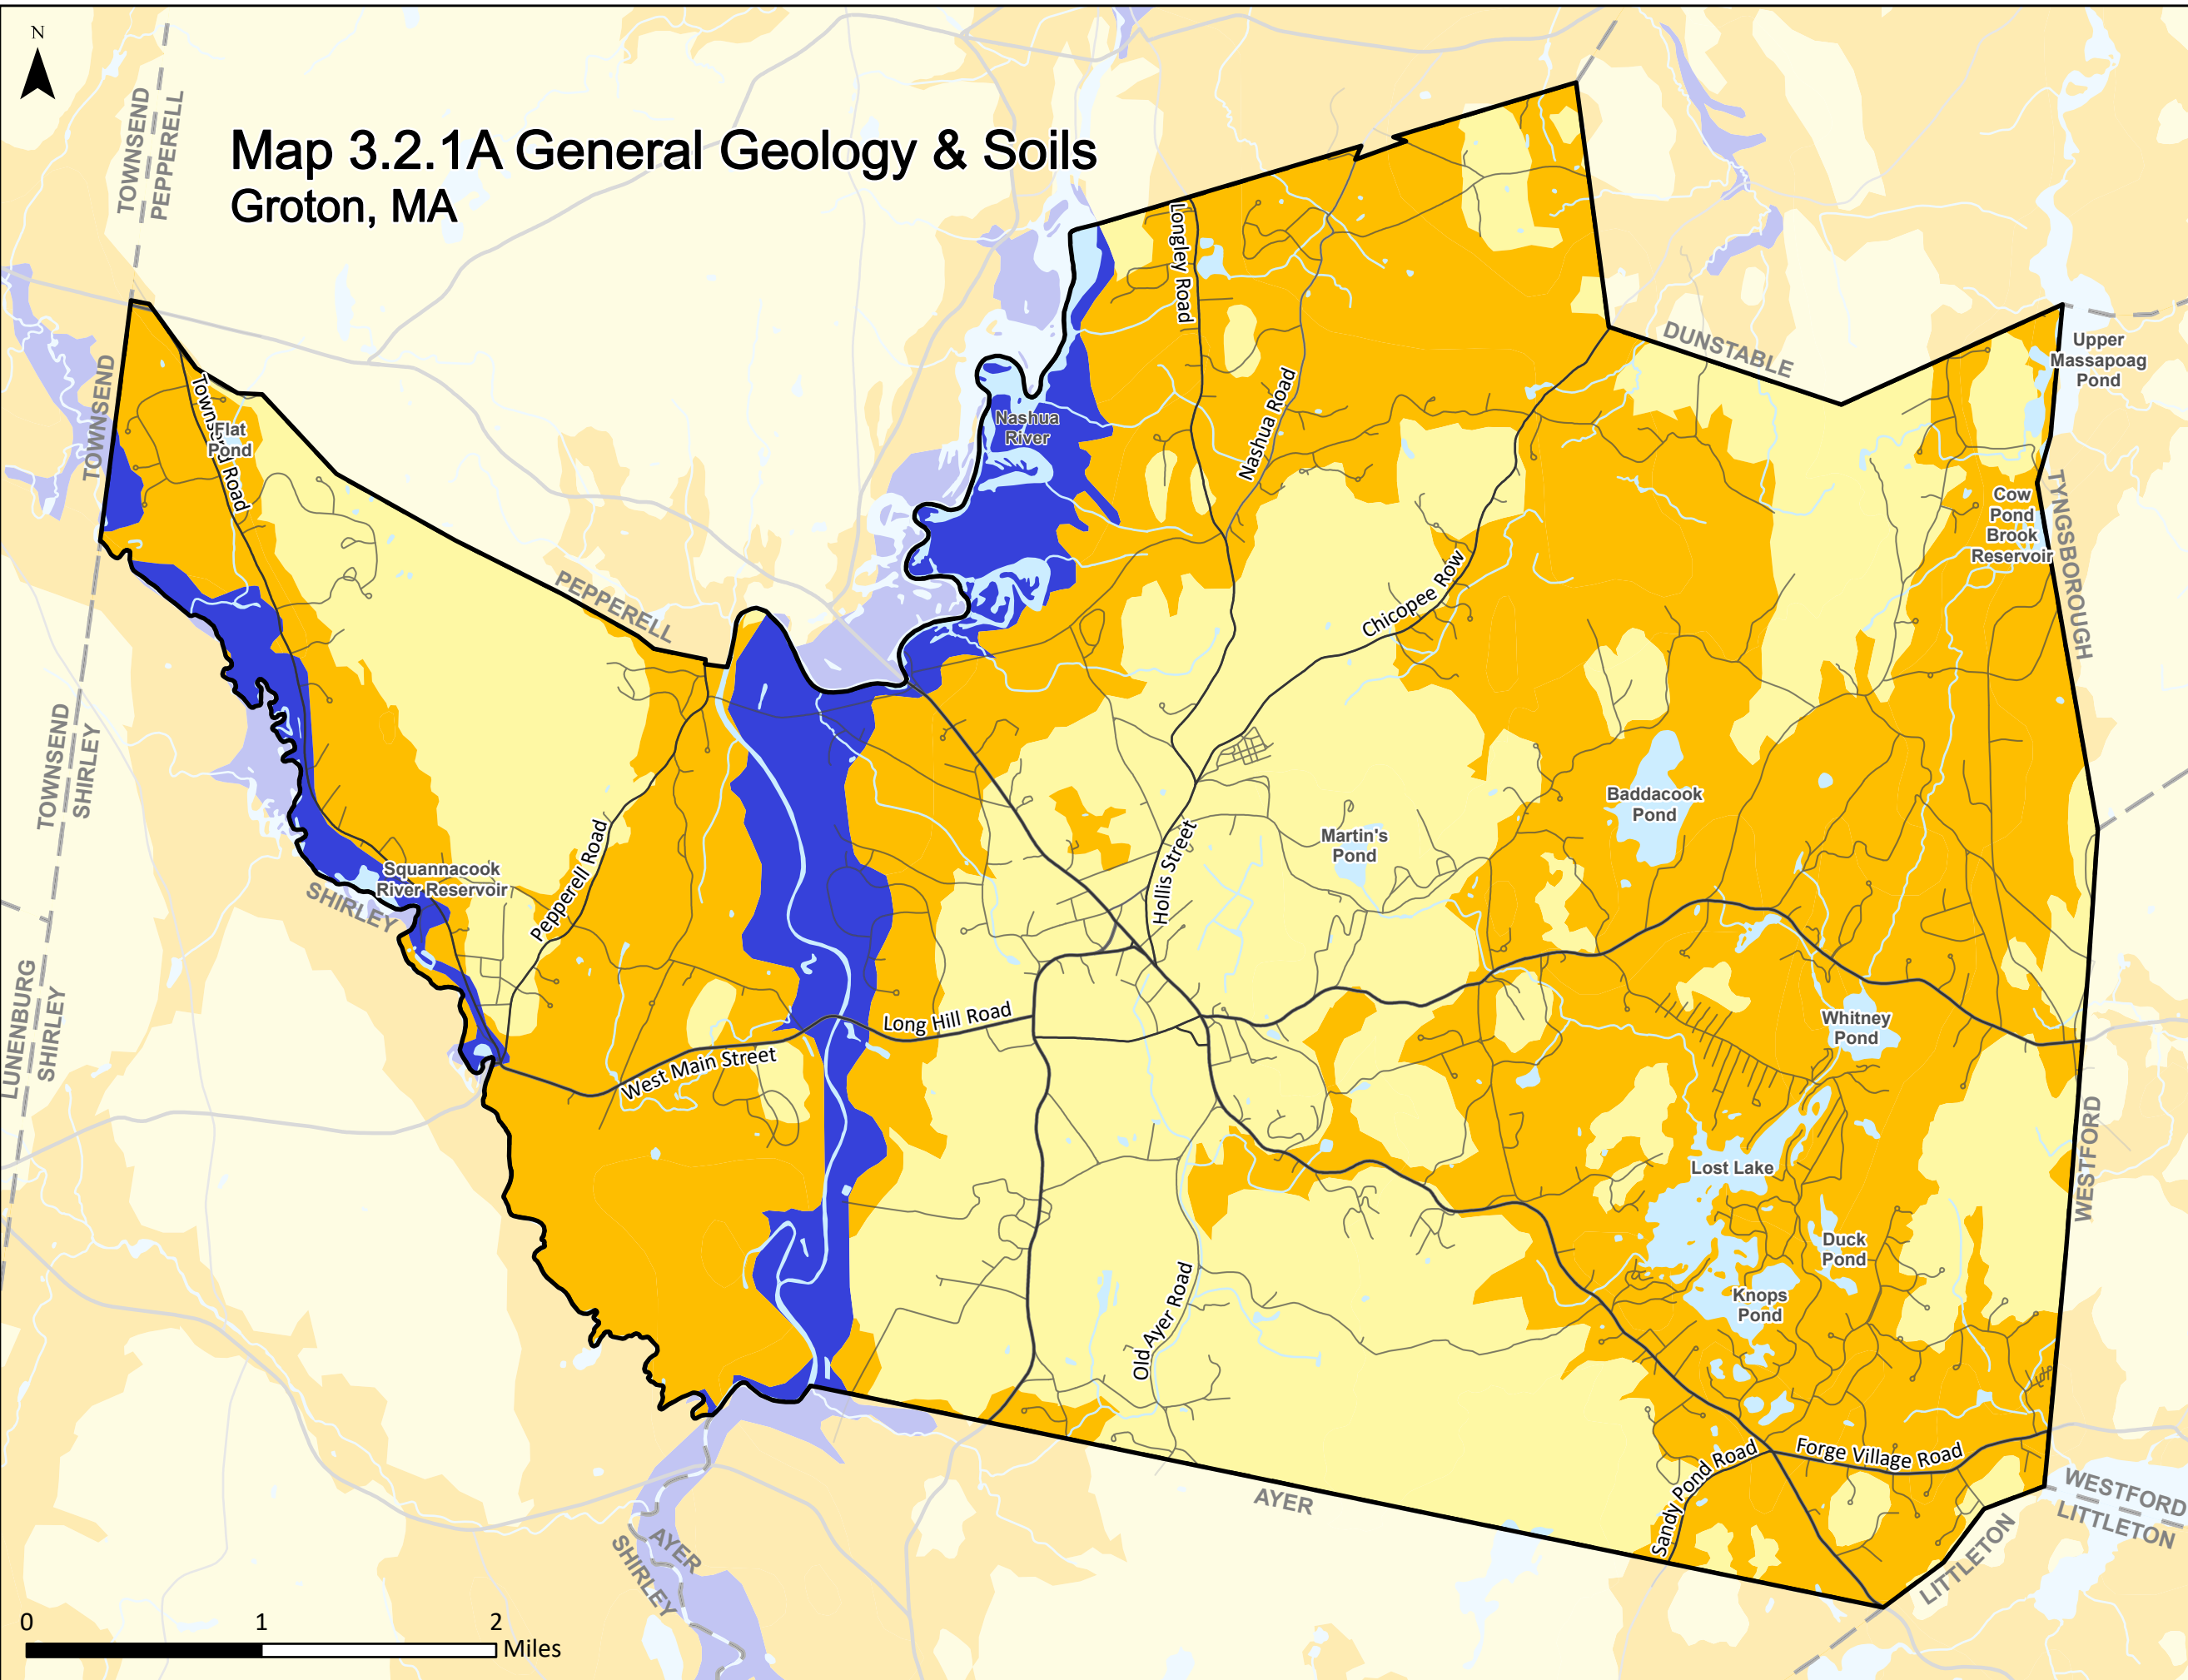 N
TOWNSEND
PEPPERELL
Map 3.2.1A General Geology & Soils
Groton, MA
Longley Road
DUNSTABLE
Upper
Massapoag
Pond
TOWNSEND
Townsend Road
Flat
Pond
Nashua
River
Nashua Road
Cow
Pond
Brook
Reservoir
TYNGSBOROUGH
PEPPERELL
Chicopee Row
TOWNSEND
SHIRLEY
Baddacook
Pond
Martin's
Pond
Hollis Street
Squannacook
River Reservoir
SHIRLEY
Pepperell Road
LUNENBURG
SHIRLEY
Long Hill Road
West Main Street
Whitney
Pond
Lost Lake
WESTFORD
Duck
Pond
Knops
Pond
Old Ayer Road
Forge Village Road
Sandy Pond Road
AYER
WESTFORD
LITTLETON
LITTLETON
AYER
SHIRLEY
0 1 2
Miles